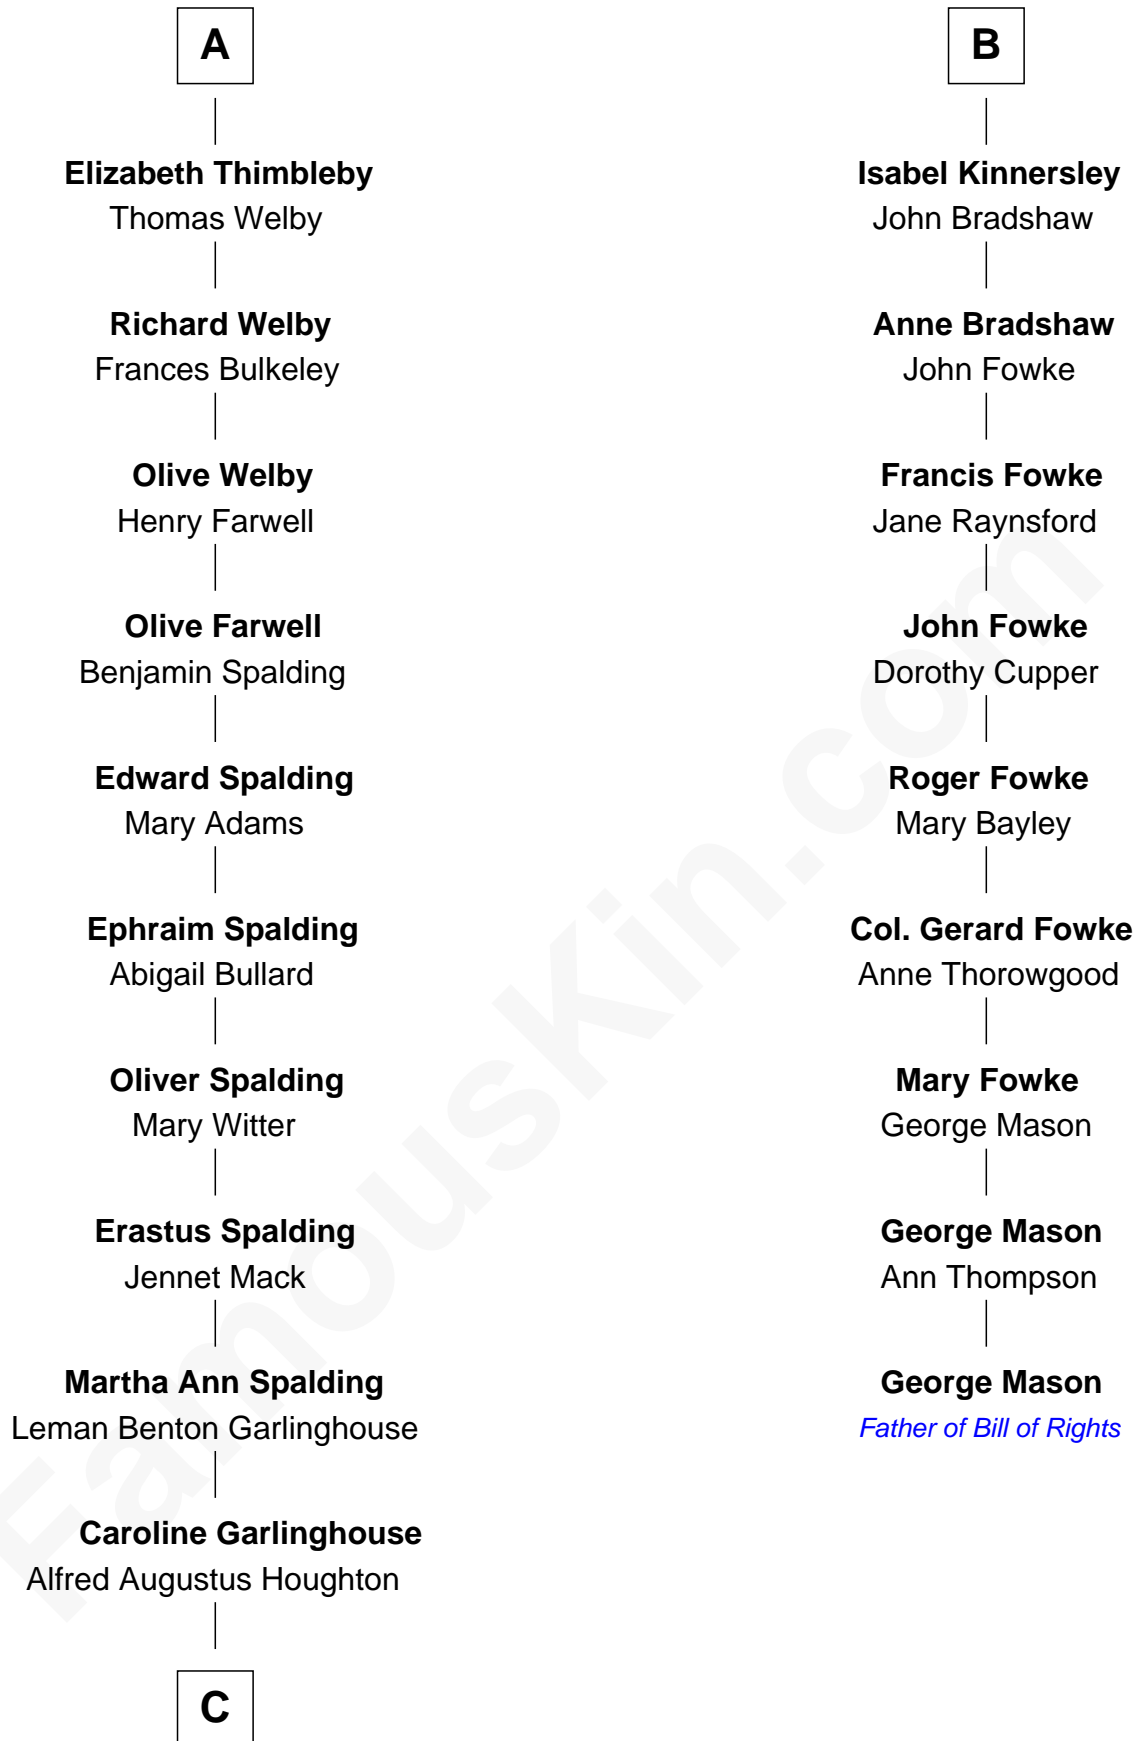 A
Elizabeth Thimbleby
Thomas Welby
Richard Welby
Frances Bulkeley
Olive Welby
Henry Farwell
Olive Farwell
Benjamin Spalding
Edward Spalding
Mary Adams
Ephraim Spalding
Abigail Bullard
Oliver Spalding
Mary Witter
Erastus Spalding
Jennet Mack
Martha Ann Spalding
Leman Benton Garlinghouse
Caroline Garlinghouse
Alfred Augustus Houghton
C
B
Isabel Kinnersley
John Bradshaw
Anne Bradshaw
John Fowke
Francis Fowke
Jane Raynsford
John Fowke
Dorothy Cupper
Roger Fowke
Mary Bayley
Col. Gerard Fowke
Anne Thorowgood
Mary Fowke
George Mason
George Mason
Ann Thompson
George Mason
Father of Bill of Rights
FamousKin.com